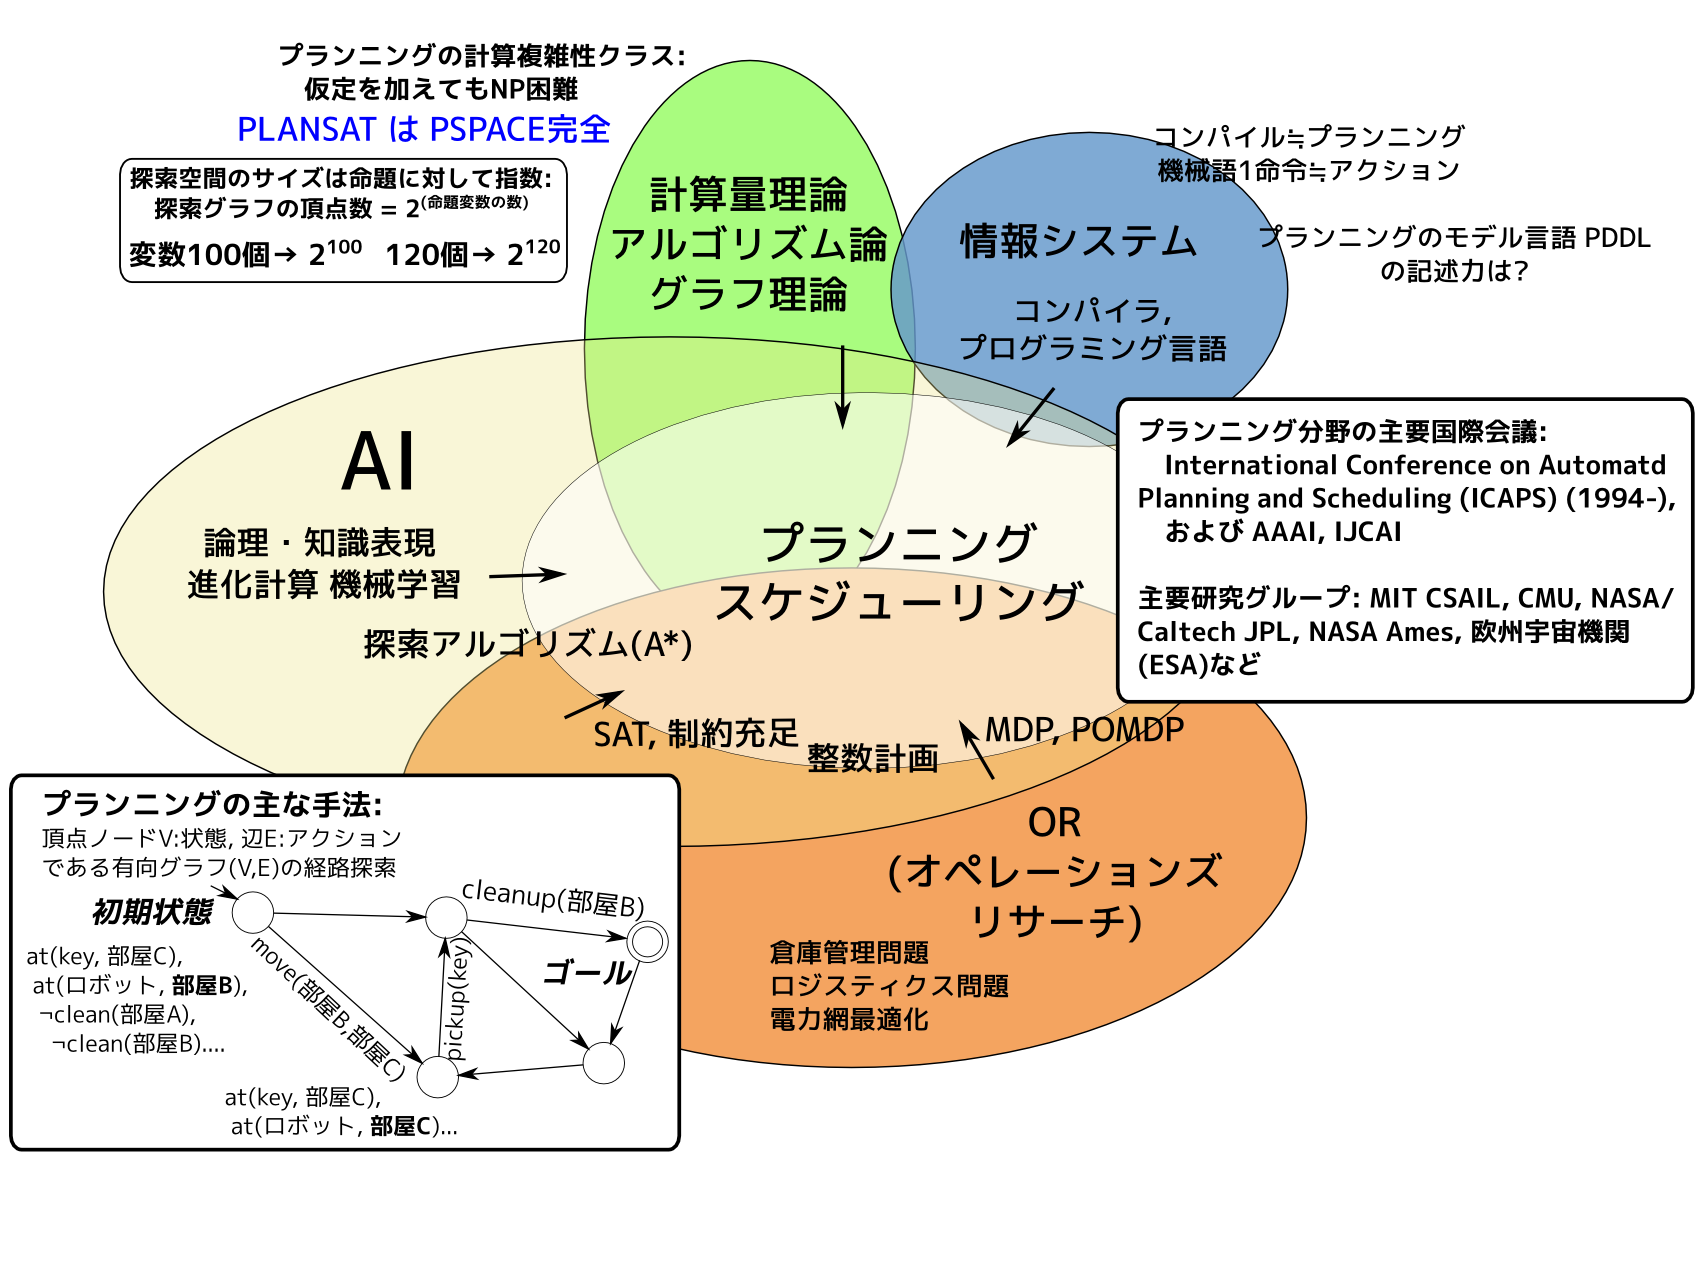 プランニングの計算複雑性クラス:
仮定を加えてもNP困難
PLANSAT は PSPACE完全
探索空間のサイズは命題に対して指数:
探索グラフの頂点数 = 2(命題変数の数)
変数100個→ 2100 120個→ 2120
計算量理論
アルゴリズム論
グラフ理論
コンパイル≒プランニング
機械語1命令≒アクション
情報システム
コンパイラ,
プログラミング言語
プランニングのモデル言語 PDDL
の記述力は?
AI
論理・知識表現
進化計算 機械学習
探索アルゴリズム(A*)
プランニング
スケジューリング
プランニング分野の主要国際会議:
International Conference on Automatd
Planning and Scheduling (ICAPS) (1994-),
および AAAI, IJCAI
主要研究グループ: MIT CSAIL, CMU, NASA/
Caltech JPL, NASA Ames, 欧州宇宙機関
(ESA)など
SAT, 制約充足
整数計画
MDP, POMDP
OR
(オペレーションズ
リサーチ)
倉庫管理問題
ロジスティクス問題
電力網最適化
プランニングの主な手法:
頂点ノードV:状態, 辺E:アクション
である有向グラフ(V,E)の経路探索
初期状態
at(key, 部屋C),
at(ロボット, 部屋B),
¬clean(部屋A),
¬clean(部屋B)....
move(部屋B,部屋C)
pickup(key)
cleanup(部屋B)
ゴール
at(key, 部屋C),
at(ロボット, 部屋C)...